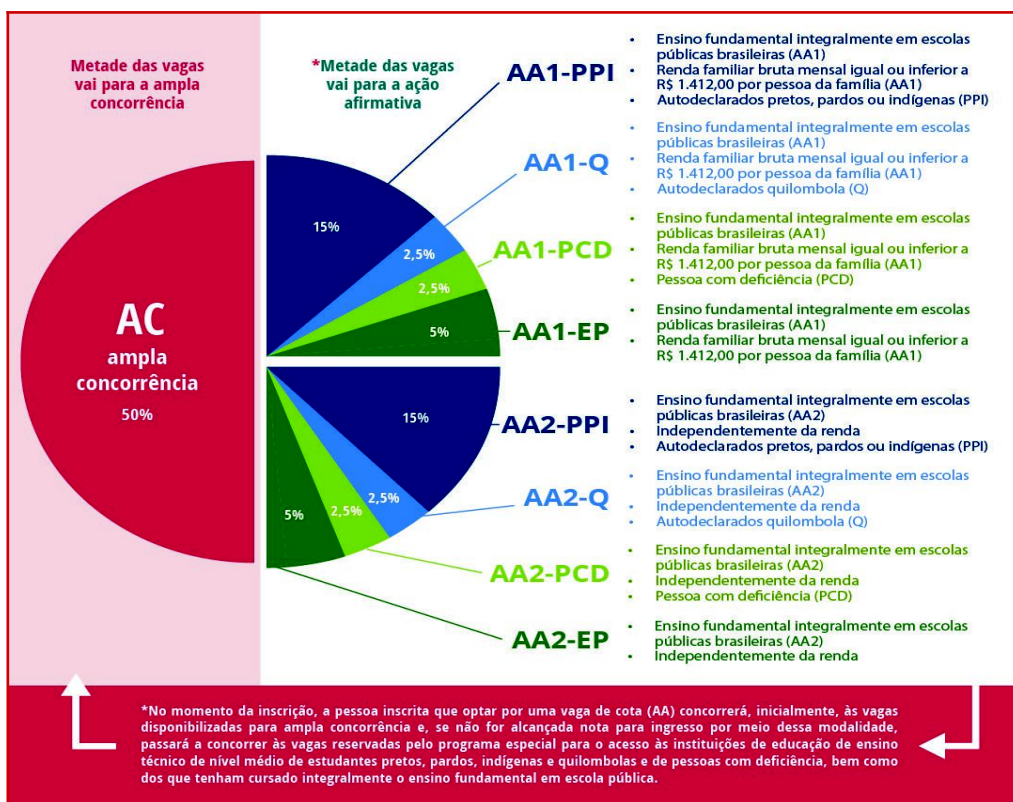 Metade das vagas
vai para a ampla
concorrência
*Metade das vagas
vai para a ação
afirmativa
AC
ampla
concorrência
50%
15%
2,5%
2,5%
5%
15%
2,5%
2,5%
5%
AA1-PPI
• Ensino fundamental integralmente em escolas
públicas brasileiras (AA1)
• Renda familiar bruta mensal igual ou inferior a
R$ 1.412,00 por pessoa da família (AA1)
• Autodeclarados pretos, pardos ou indígenas (PPI)
AA1-Q
• Ensino fundamental integralmente em escolas
públicas brasileiras (AA1)
• Renda familiar bruta mensal igual ou inferior a
R$ 1.412,00 por pessoa da família (AA1)
• Autodeclarados quilombola (Q)
AA1-PCD
• Ensino fundamental integralmente em escolas
públicas brasileiras (AA1)
• Renda familiar bruta mensal igual ou inferior a
R$ 1.412,00 por pessoa da família (AA1)
• Pessoa com deficiência (PCD)
AA1-EP
• Ensino fundamental integralmente em escolas
públicas brasileiras (AA1)
• Renda familiar bruta mensal igual ou inferior a
R$ 1.412,00 por pessoa da família (AA1)
AA2-PPI
• Ensino fundamental integralmente em escolas
públicas brasileiras (AA2)
• Independentemente da renda
• Autodeclarados pretos, pardos ou indígenas (PPI)
AA2-Q
• Ensino fundamental integralmente em escolas
públicas brasileiras (AA2)
• Independentemente da renda
• Autodeclarados quilombola (Q)
AA2-PCD
• Ensino fundamental integralmente em escolas
públicas brasileiras (AA2)
• Independentemente da renda
• Pessoa com deficiência (PCD)
AA2-EP
• Ensino fundamental integralmente em escolas
públicas brasileiras (AA2)
• Independentemente da renda
*No momento da inscrição, a pessoa inscrita que optar por uma vaga de cota (AA) concorrerá, inicialmente, às vagas
disponibilizadas para ampla concorrência e, se não for alcançada nota para ingresso por meio dessa modalidade,
passará a concorrer às vagas reservadas pelo programa especial para o acesso às instituições de educação de ensino
técnico de nível médio de estudantes pretos, pardos, indígenas e quilombolas e de pessoas com deficiência, bem como
dos que tenham cursado integralmente o ensino fundamental em escola pública.